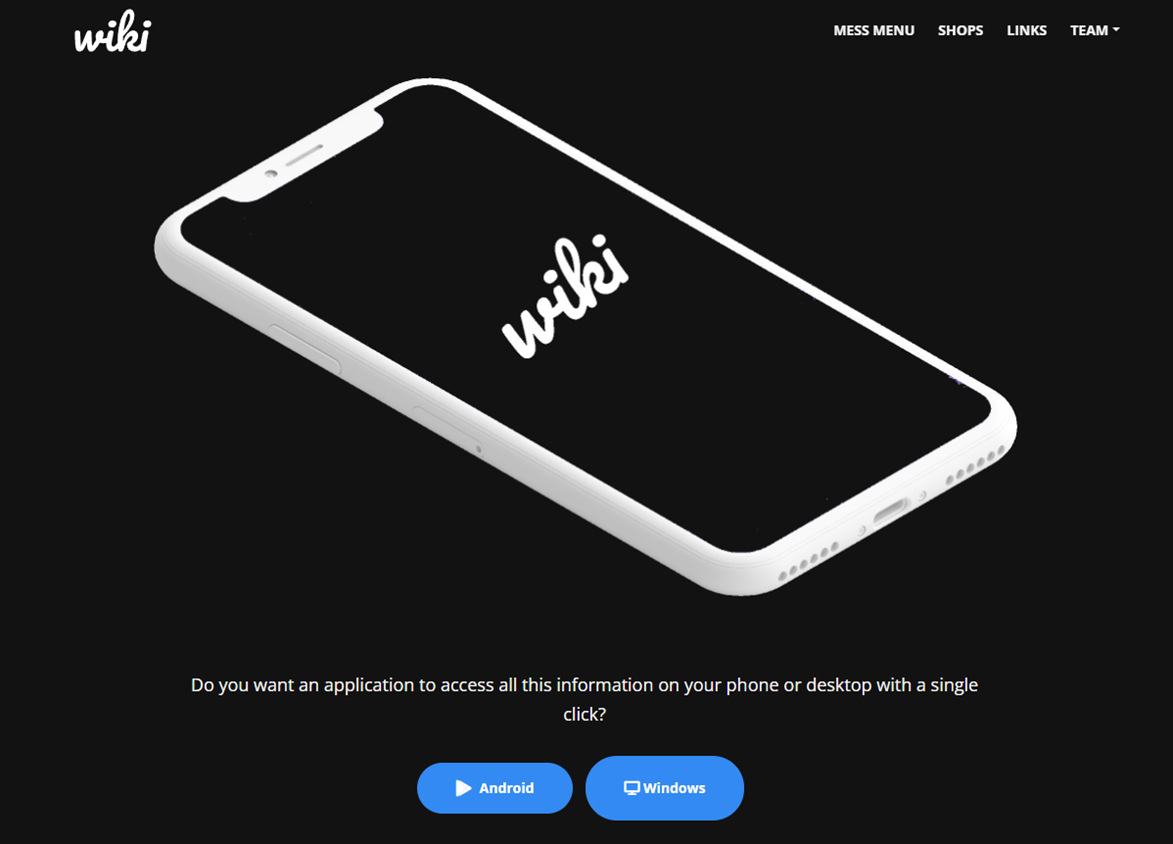 wiki
MESS MENU SHOPS LINKS TEAM
wiki
Do you want an application to access all this information on your phone or desktop with a single
click?
Android Windows